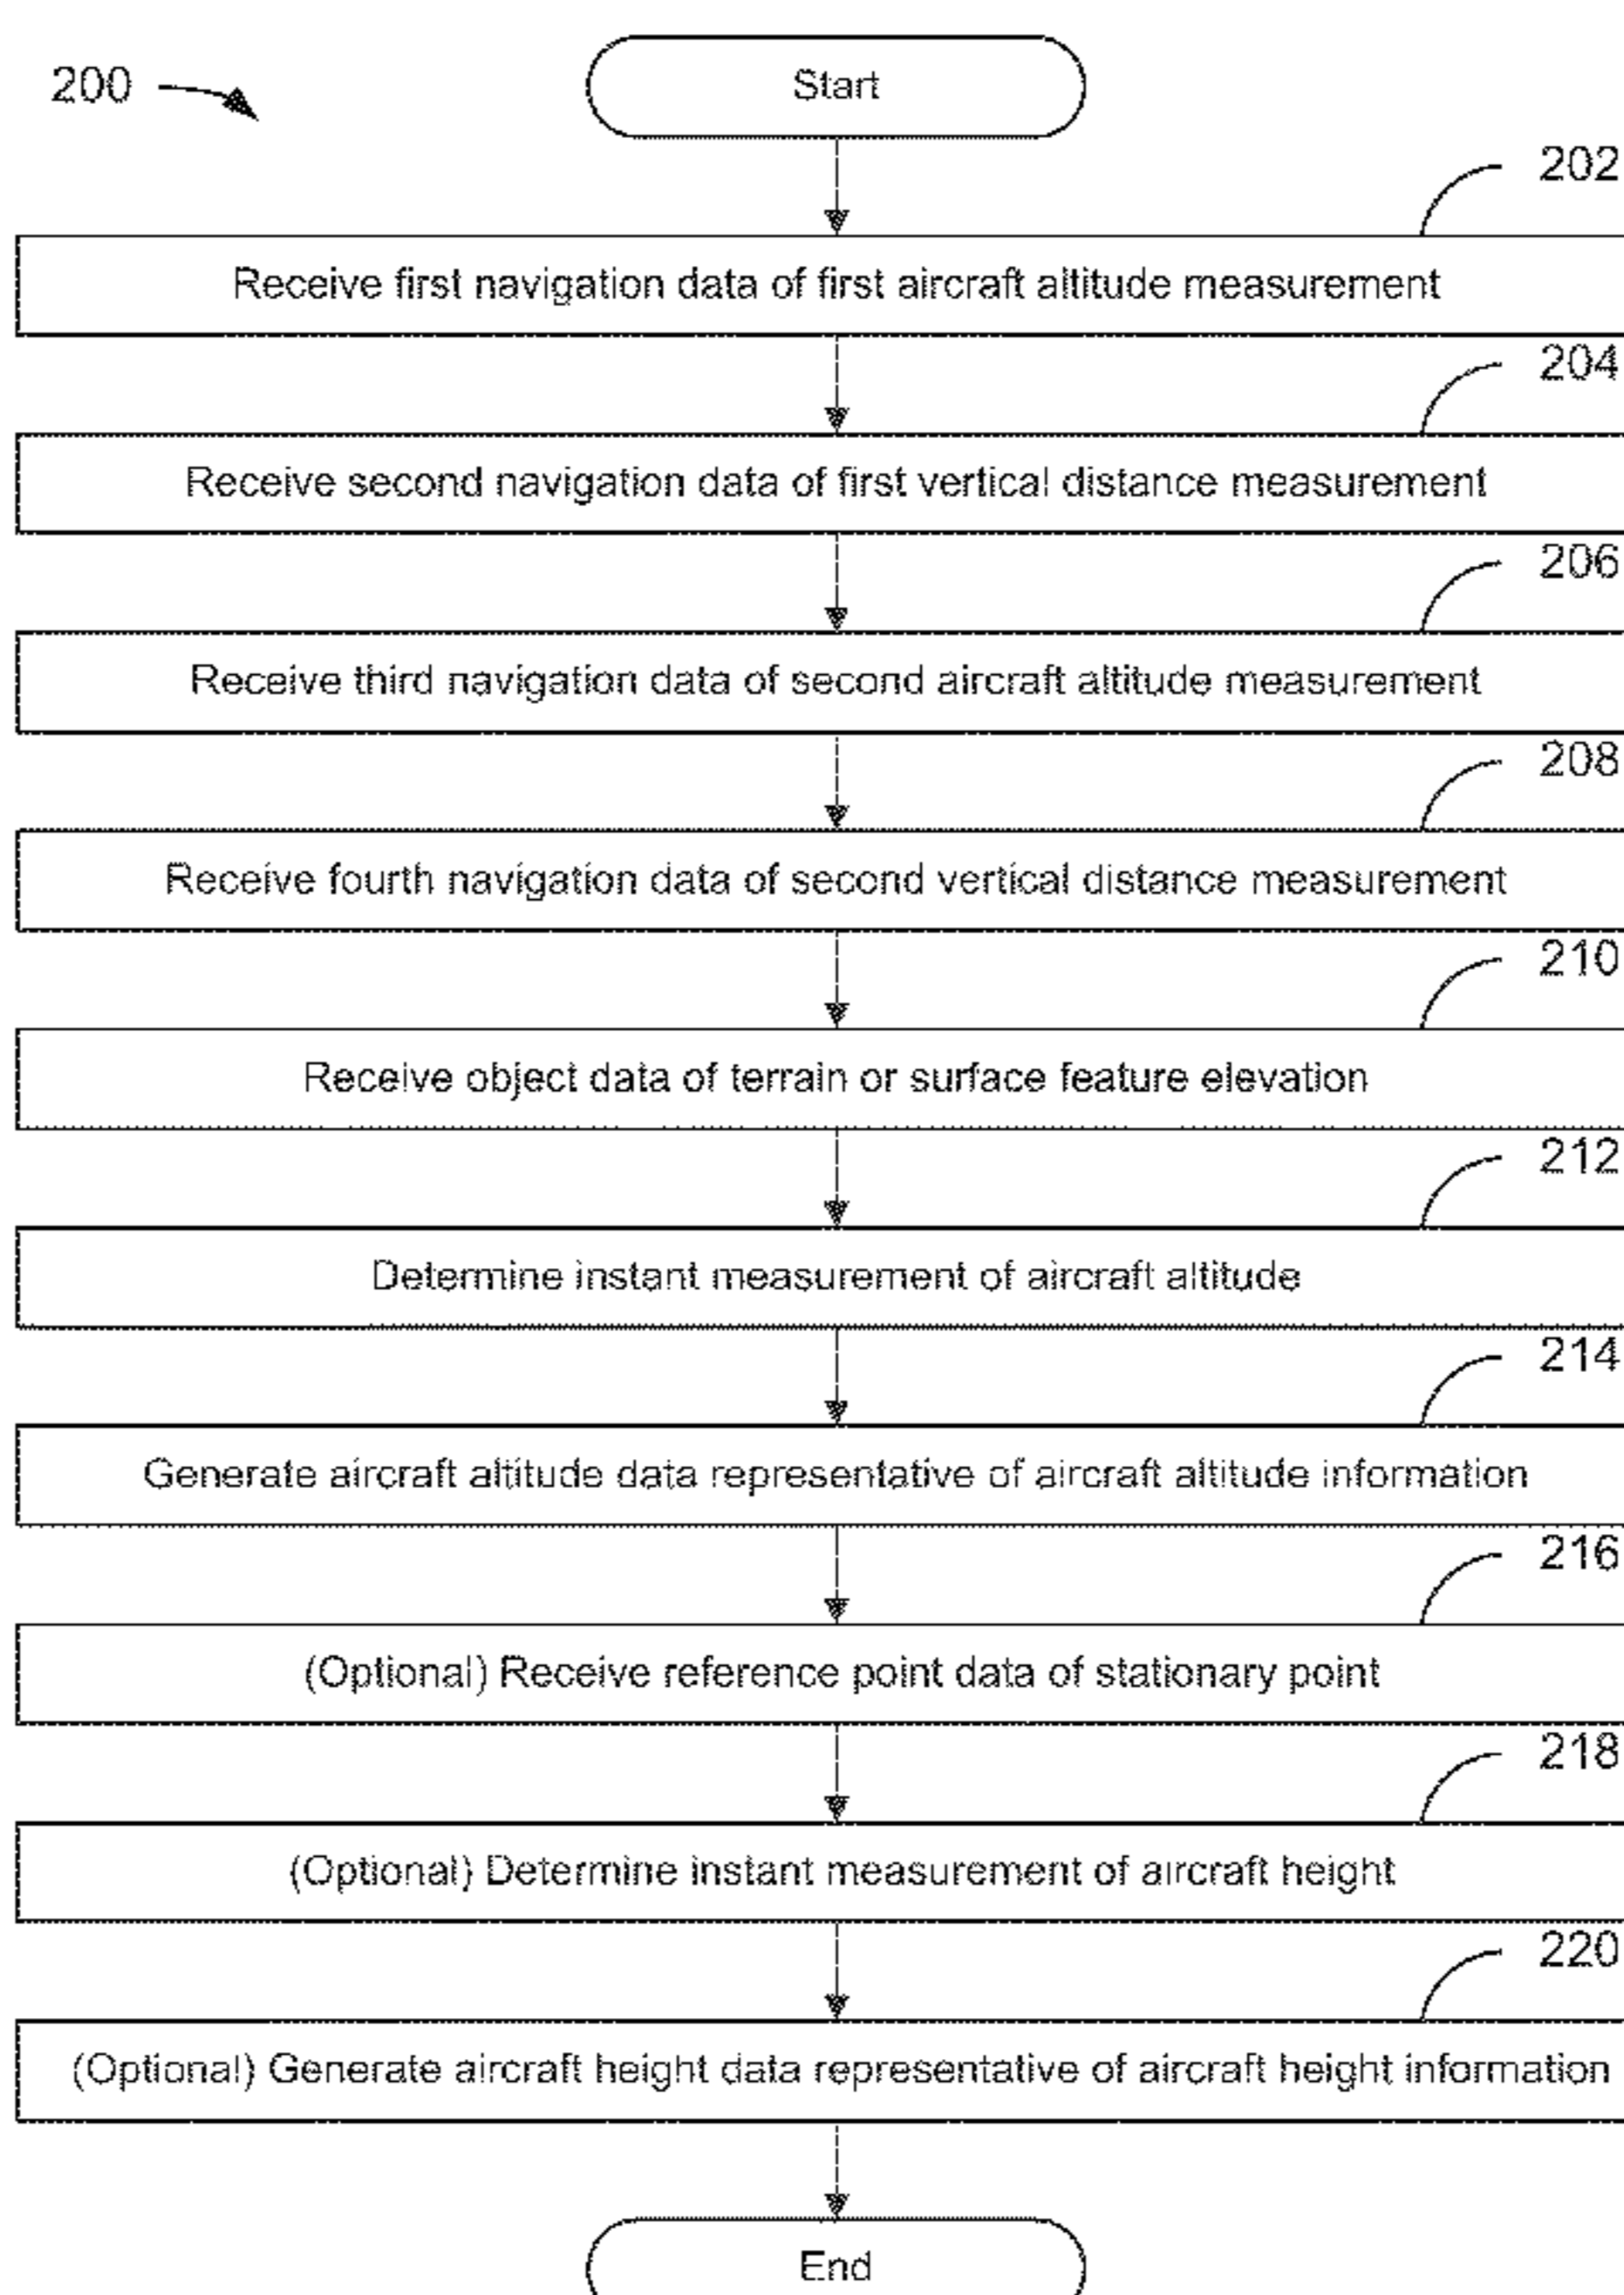 200
Start
202
Receive first navigation data of first aircraft altitude measurement
204
Receive second navigation data of first vertical distance measurement
206
Receive third navigation data of second aircraft altitude measurement
208
Receive fourth navigation data of second vertical distance measurement
210
Receive object data of terrain or surface feature elevation
212
Determine instant measurement of aircraft altitude
214
Generate aircraft altitude data representative of aircraft altitude information
216
(Optional) Receive reference point data of stationary point
218
(Optional) Determine instant measurement of aircraft height
220
(Optional) Generate aircraft height data representative of aircraft height information
End